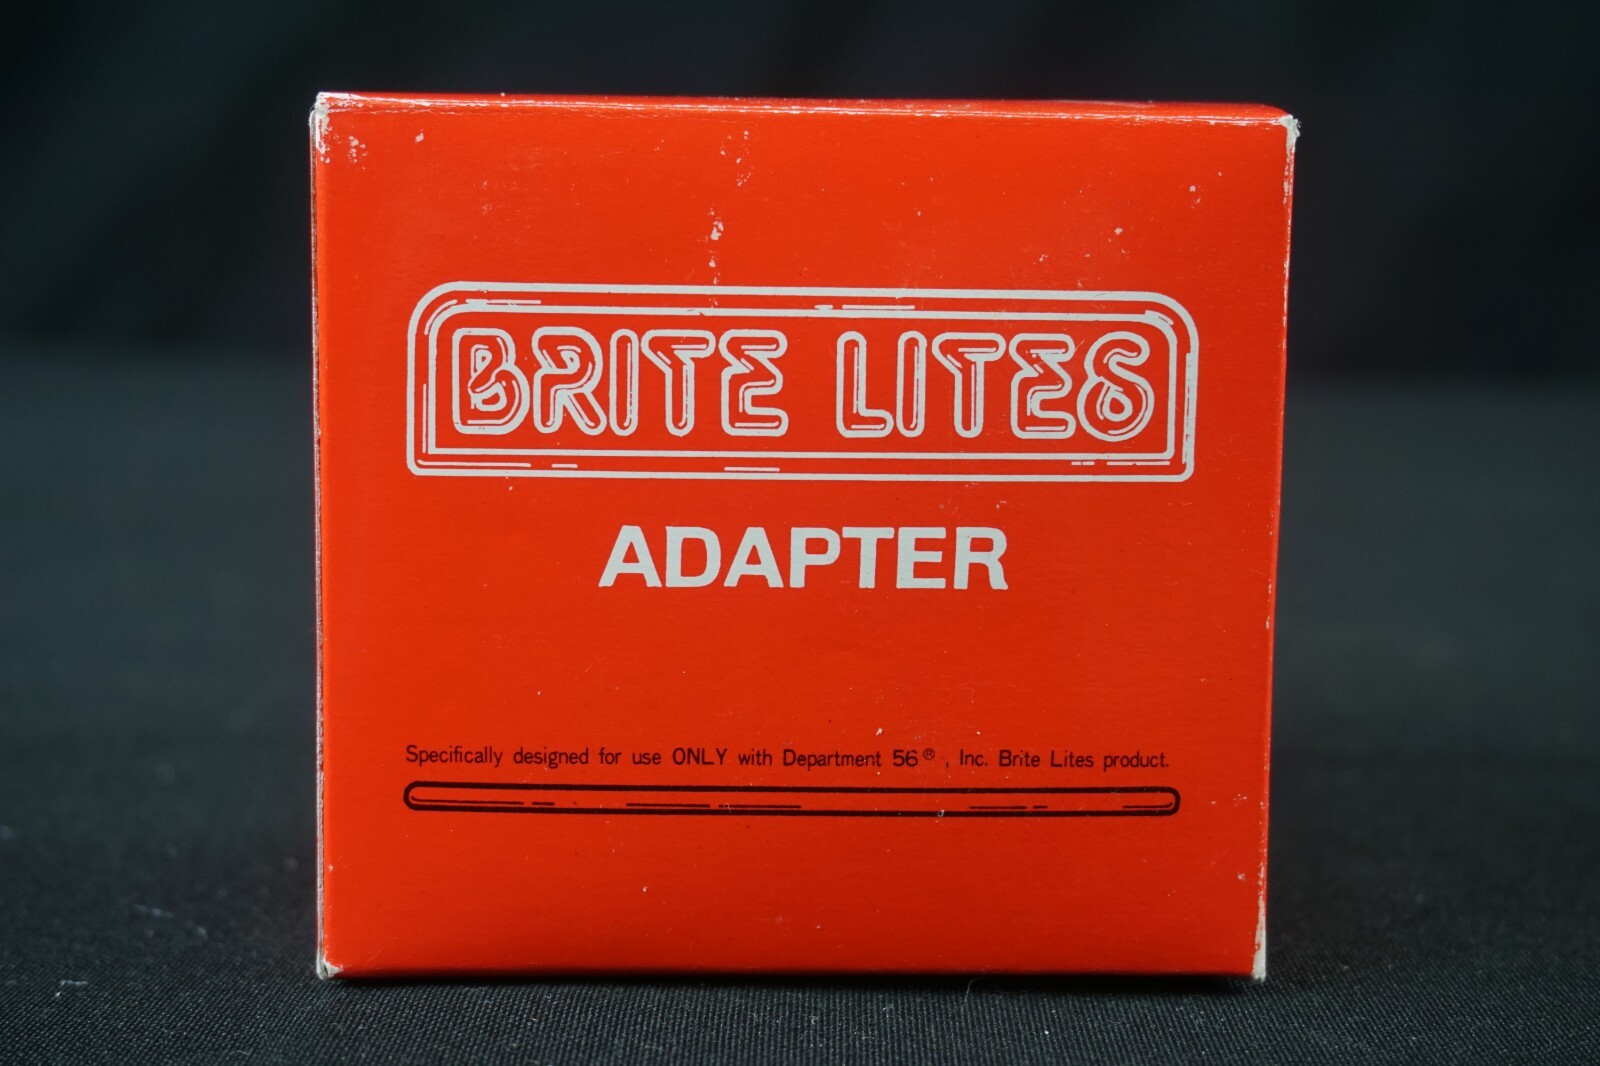 BRITE LITES
ADAPTER
Specifically designed for use ONLY with Department 56®, Inc. Brite Lites product.